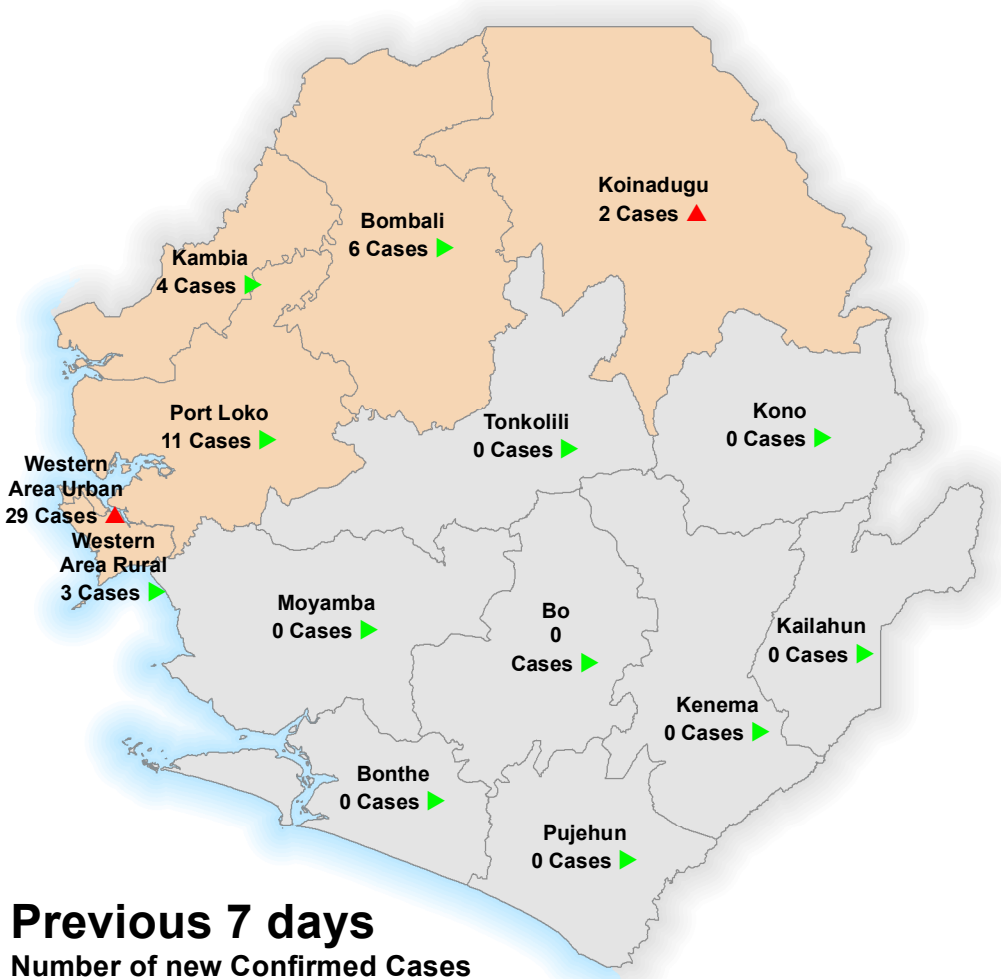 Koinadugu
2 Cases
Bombali
6 Cases
Kambia
4 Cases
Port Loko
11 Cases
Tonkolili
0 Cases
Kono
0 Cases
Western
Area Urban
29 Cases
Western
Area Rural
3 Cases
Moyamba
0 Cases
Bo
0
Cases
Kailahun
0 Cases
Kenema
0 Cases
Bonthe
0 Cases
Pujehun
0 Cases
Previous 7 days
Number of new Confirmed Cases